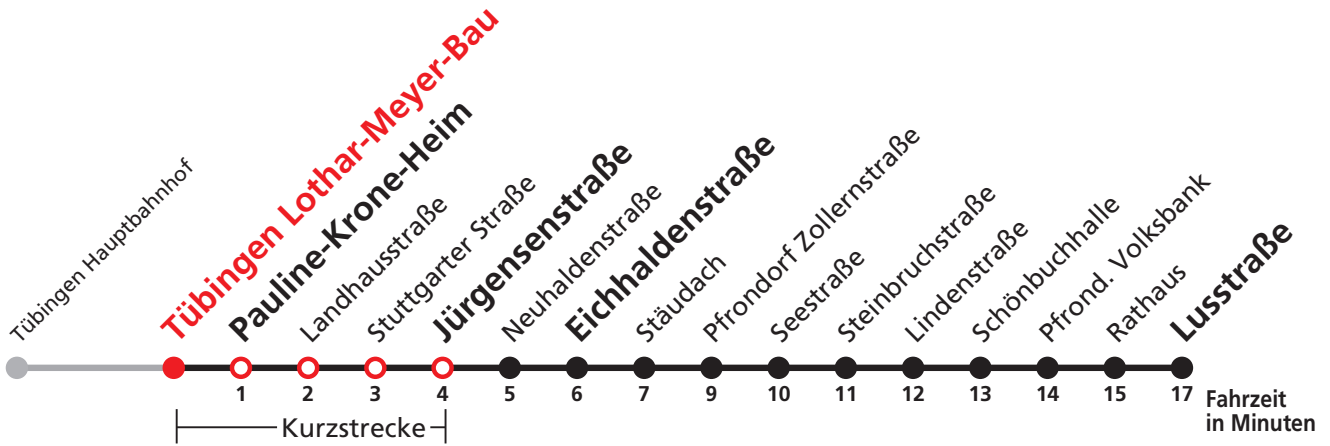 Tübingen Hauptbahnhof
Tübingen Lothar-Meyer-Bau
Pauline-Krone-Heim
Landhausstraße
Stuttgarter Straße
Jürgensenstraße
Neuhaldenstraße
Eichhaldenstraße
Stäudach
Pfrondorf Zollernstraße
Seestraße
Steinbruchstraße
Lindenstraße
Schönbuchhalle
Pfrond. Volksbank
Rathaus
Lusstraße
1 2 3 4 5 6 7 9 10 11 12 13 14 15 17
Fahrzeit
in Minuten
Kurzstrecke